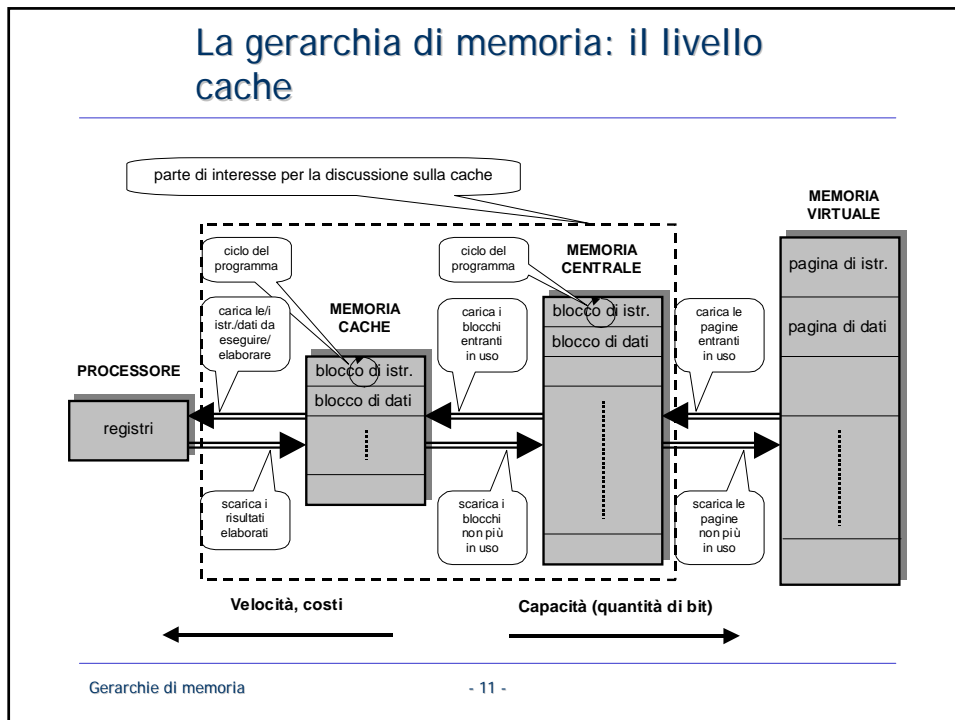 La gerarchia di memoria: il livello
cache
parte di interesse per la discussione sulla cache
MEMORIA
VIRTUALE
ciclo del
programma
ciclo del
programma
MEMORIA
CENTRALE
pagina di istr.
carica le/i
istr./dati da
eseguire/
elaborare
MEMORIA
CACHE
carica i
blocchi
entranti
in uso
blocco di istr.
blocco di dati
carica le
pagine
entranti
in uso
pagina di dati
PROCESSORE
blocco di istr.
blocco di dati
registri
scarica i
risultati
elaborati
scarica i
blocchi
non più
in uso
scarica le
pagine
non più
in uso
Velocità, costi
Capacità (quantità di bit)
Gerarchie di memoria
- 11 -